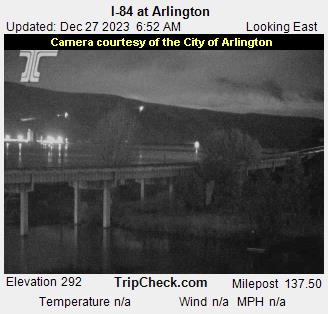 I-84 at Arlington
Updated: Dec 27 2023 6:52 AM Looking East
Camera courtesy of the City of Arlington
Elevation 292 TripCheck.com Milepost 137.50
Temperature n/a Wind n/a MPH n/a